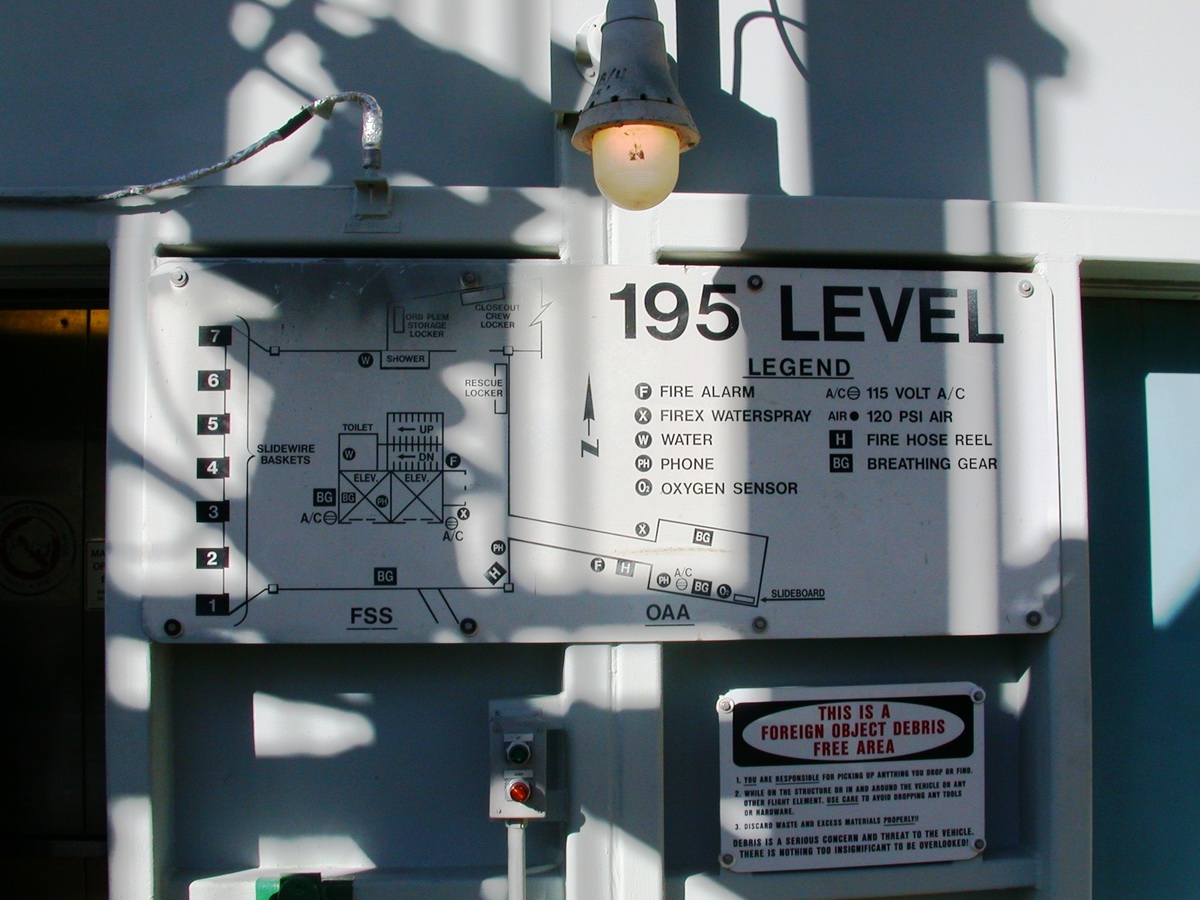 195 LEVEL
LEGEND
F FIRE ALARM
X FIREX WATERSPRAY
W WATER
PH PHONE
O2 OXYGEN SENSOR
A/C 115 VOLT A/C
AIR 120 PSI AIR
H FIRE HOSE REEL
BG BREATHING GEAR
N
7
6
5
4
3
2
1
SLIDEWIRE
BASKETS
ORB PLEM
STORAGE
LOCKER
CLOSEOUT
CREW
LOCKER
W
SHOWER
RESCUE
LOCKER
TOILET
W
UP
DN
F
ELEV.
ELEV.
BG
BG
PH
A/C
X
A/C
PH
H
BG
FSS
X
BG
F
H
PH
A/C
BG
O2
SLIDEBOARD
OAA
THIS IS A
FOREIGN OBJECT DEBRIS
FREE AREA
1. YOU ARE RESPONSIBLE FOR PICKING UP ANYTHING YOU DROP OR FIND.
2. WHILE ON THE STRUCTURE OR IN AND AROUND THE VEHICLE OR ANY
OTHER FLIGHT ELEMENT. USE CARE TO AVOID DROPPING ANY TOOLS
OR HARDWARE.
3. DISCARD WASTE AND EXCESS MATERIALS PROPERLY!!
DEBRIS IS A SERIOUS CONCERN AND THREAT TO THE VEHICLE.
THERE IS NOTHING TOO INSIGNIFICANT TO BE OVERLOOKED!